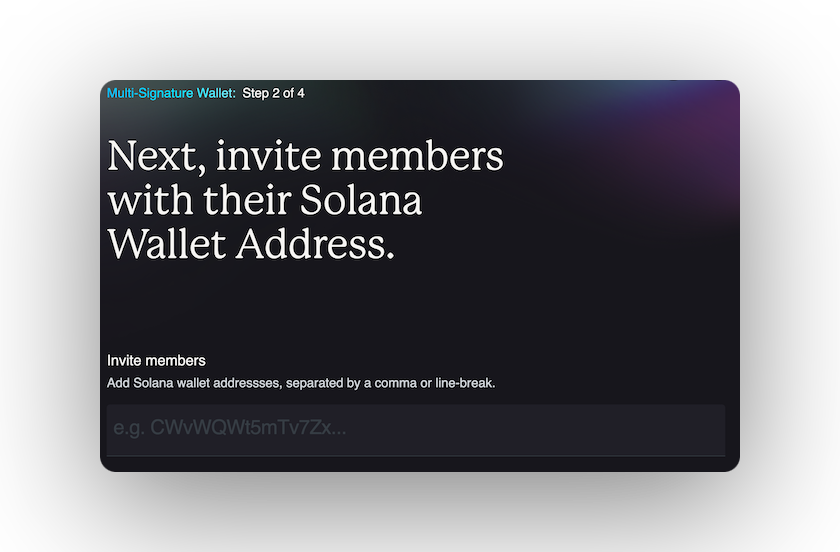 Multi-Signature Wallet: Step 2 of 4
Next, invite members
with their Solana
Wallet Address.
Invite members
Add Solana wallet addressses, separated by a comma or line-break.
e.g. CWvWQWt5mTv7Zx...